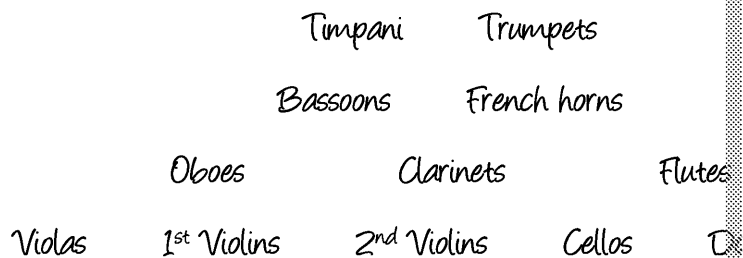 Timpani Trumpets
Bassoons French horns
Oboes Clarinets Flutes
Violas 1st Violins 2nd Violins Cellos